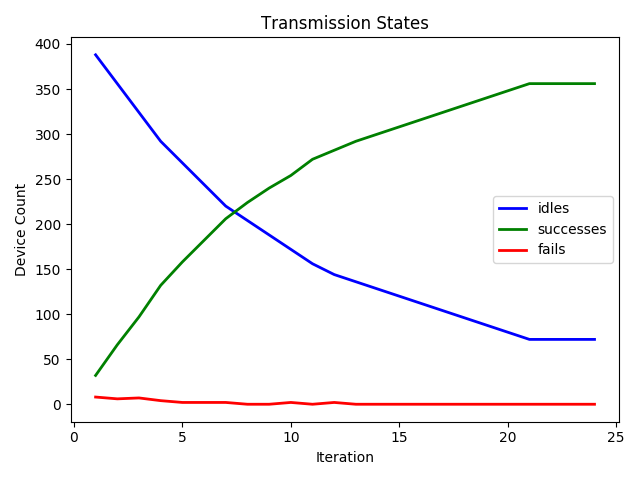 Transmission States
400
350
300
250
200
150
100
50
0
Device Count
idles
successes
fails
0 5 10 15 20 25
Iteration